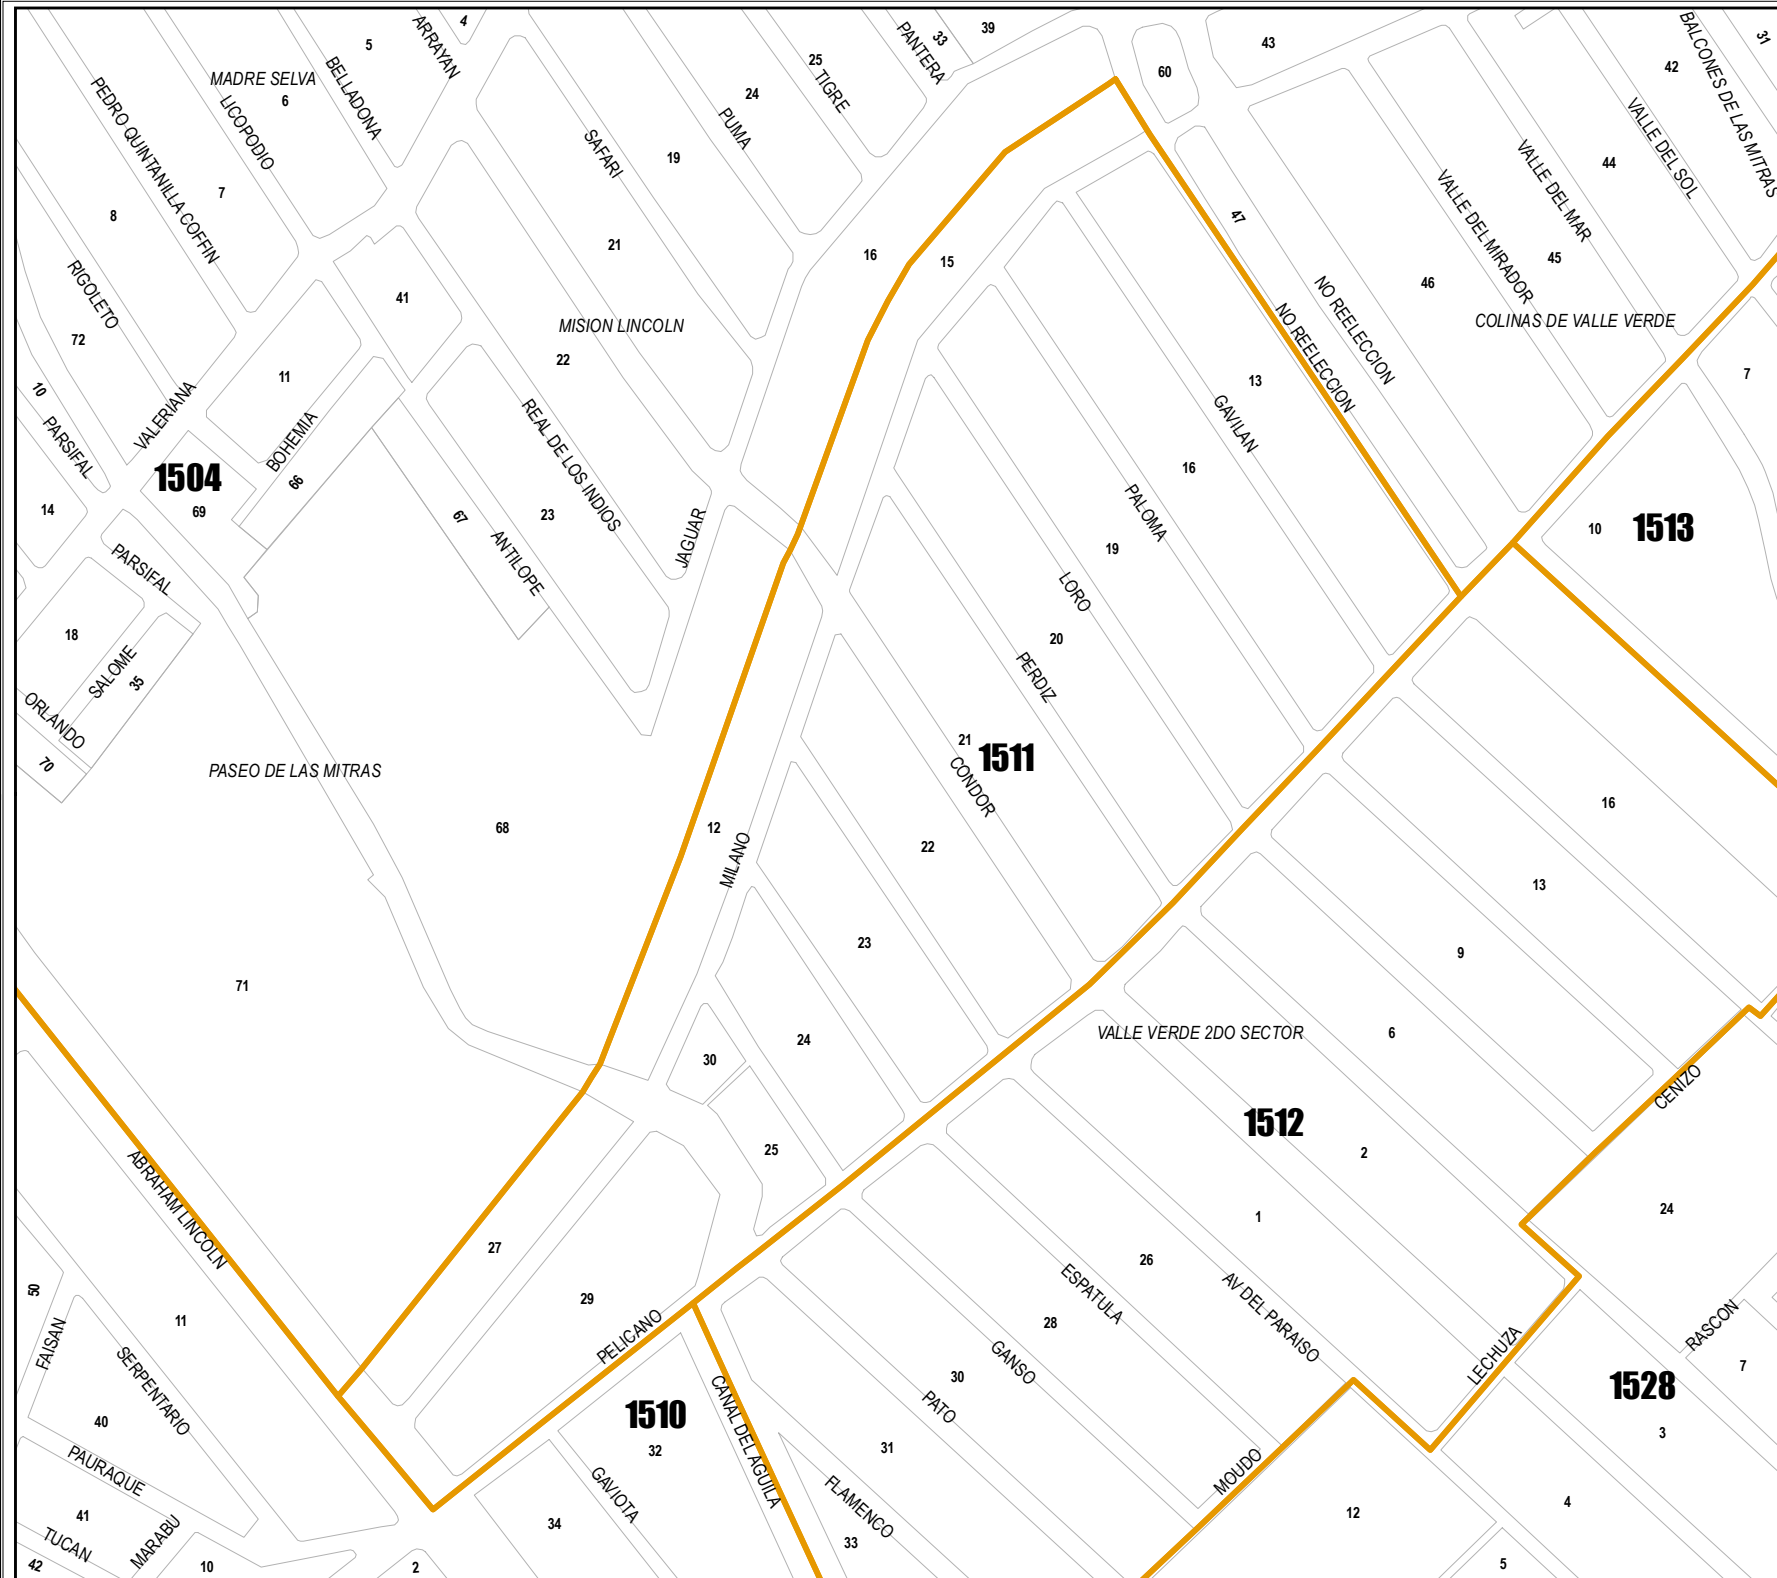 4
39
33
43
31
5
ARRAYAN
PANTERA
BALCONES DE LAS MITRAS
MADRE SELVA
BELLADONA
25
TIGRE
60
42
6
24
PEDRO QUINTANILLA COFFIN
LICOPODIO
PUMA
VALLE DEL SOL
SAFARI
19
VALLE DEL MAR
44
7
VALLE DEL MIRADOR
8
47
21
16
15
45
RIGOLETO
41
46
NO REELECCION
NO REELECCION
MISION LINCOLN
COLINAS DE VALLE VERDE
72
22
11
13
7
10
VALERIANA
GAVILAN
PARSIFAL
BOHEMIA
REAL DE LOS INDIOS
16
1504
66
PALOMA
14
69
67
23
JAGUAR
10
1513
ANTILOPE
19
PARSIFAL
LORO
18
20
SALOME
35
PERDIZ
ORLANDO
21
1511
70
PASEO DE LAS MITRAS
CONDOR
16
68
12
MILANO
22
13
23
9
71
VALLE VERDE 2DO SECTOR
6
24
30
CENIZO
1512
25
2
ABRAHAM LINCOLN
24
1
27
26
50
ESPATULA
29
AV DEL PARAISO
11
28
FAISAN
PELICANO
RASCON
SERPENTARIO
GANSO
LECHUZA
7
30
1510
CANAL DEL AGUILA
PATO
1528
40
32
31
3
PAURAQUE
MOUDO
GAVIOTA
FLAMENCO
4
41
34
12
TUCAN
MARABU
33
42
10
2
5